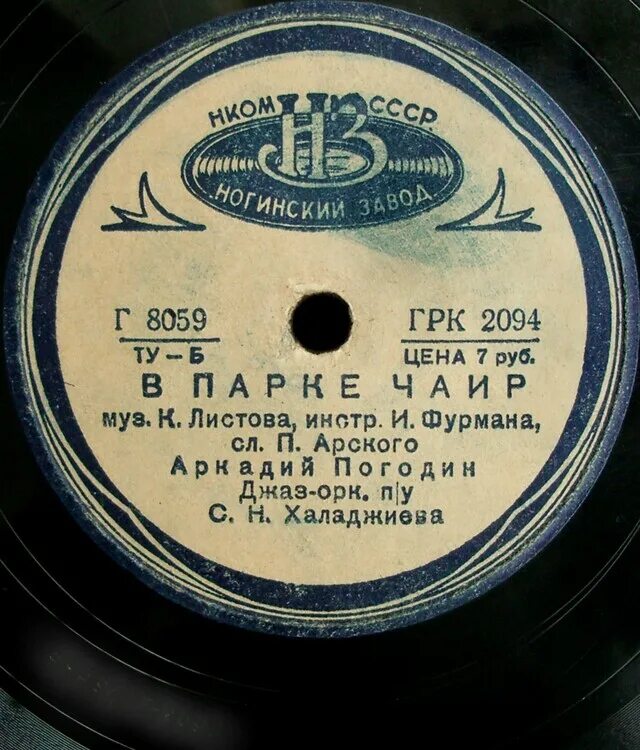 НКОМ НЗ СССР
НОГИНСКИЙ ЗАВОД
Г 8059 ГРК 2094
ТУ-Б ЦЕНА 7 руб.
В ПАРКЕ ЧАИР
муз. К. Листова, инстр. И. Фурмана,
сл. П. Арского
Аркадий Погодин
Джаз-орк. п/у
С. Н. Халаджиева